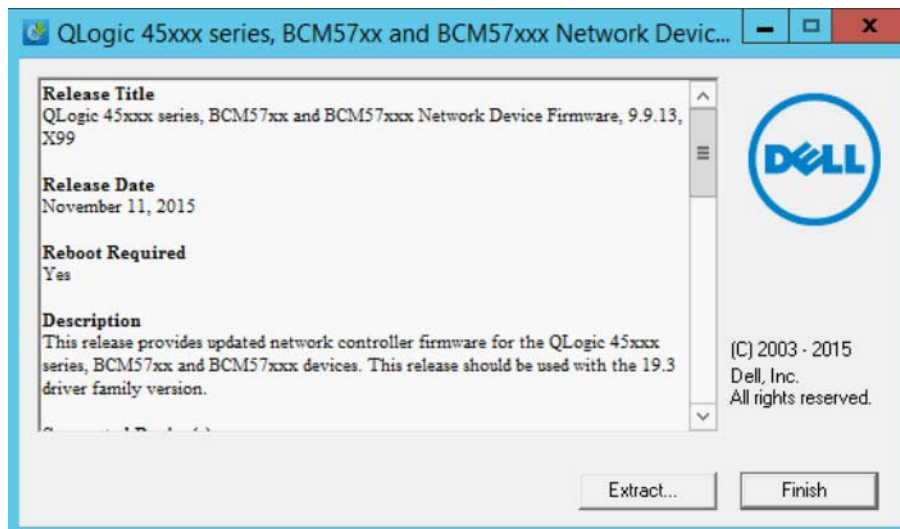 QLogic 45xxx series, BCM57xx and BCM57xxx Network Devic...
Release Title
QLogic 45xxx series, BCM57xx and BCM57xxx Network Device Firmware, 9.9.13,
X99
Release Date
November 11, 2015
Reboot Required
Yes
Description
This release provides updated network controller firmware for the QLogic 45xxx
series, BCM57xx and BCM57xxx devices. This release should be used with the 19.3
driver family version.
DELL
(C) 2003 - 2015
Dell, Inc.
All rights reserved.
Extract...
Finish